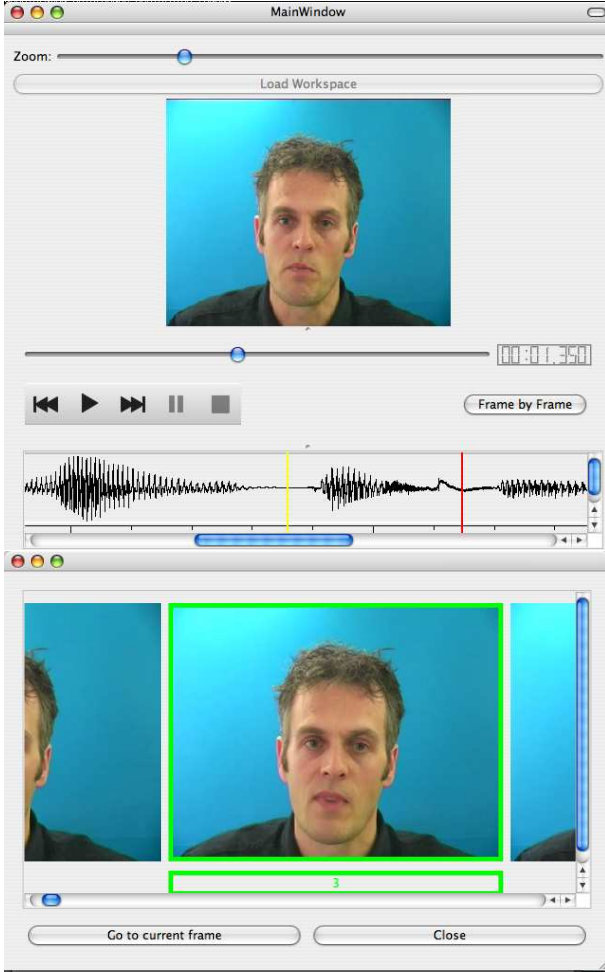 MainWindow
Zoom:
Load Workspace
00:01.350
Frame by Frame
3
Go to current frame
Close